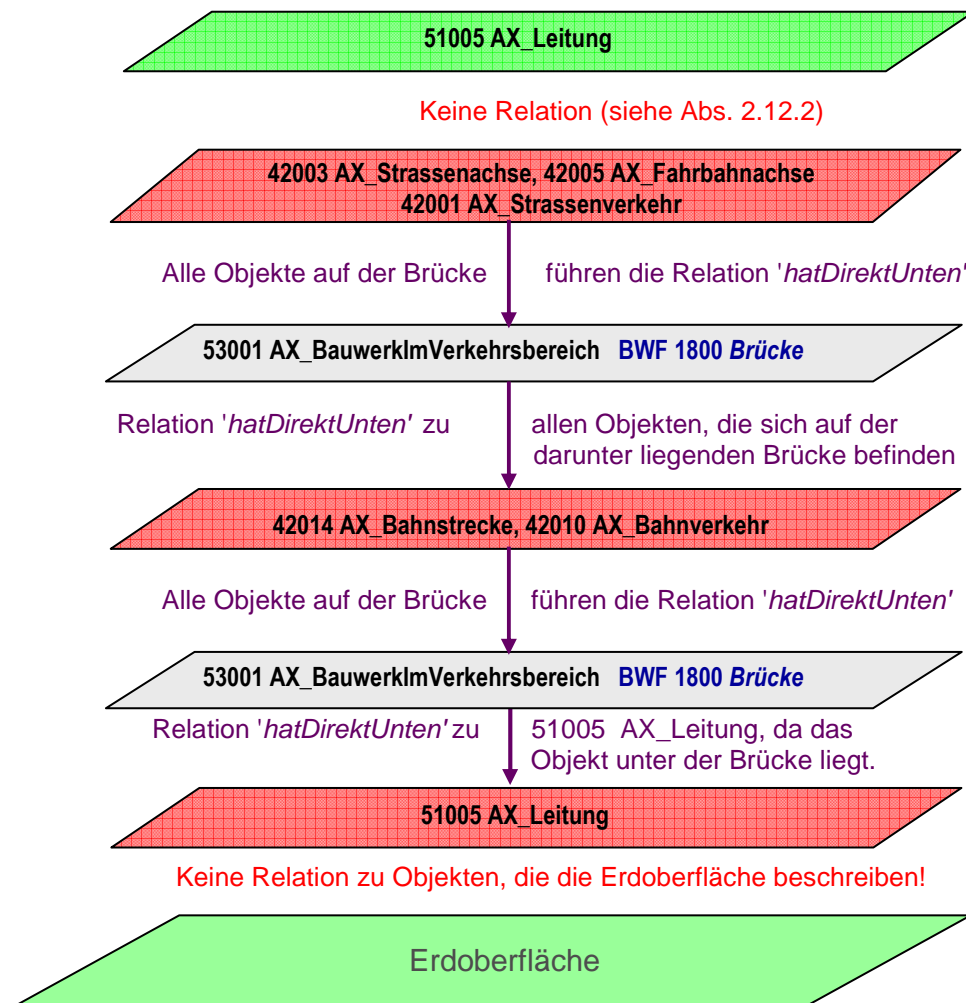 51005 AX_Leitung
Keine Relation (siehe Abs. 2.12.2)
42003 AX_Strassenachse, 42005 AX_Fahrbahnachse
42001 AX_Strassenverkehr
Alle Objekte auf der Brücke führen die Relation 'hatDirektUnten'
53001 AX_BauwerkImVerkehrsbereich BWF 1800 Brücke
Relation 'hatDirektUnten' zu allen Objekten, die sich auf der
darunter liegenden Brücke befinden
42014 AX_Bahnstrecke, 42010 AX_Bahnverkehr
Alle Objekte auf der Brücke führen die Relation 'hatDirektUnten'
53001 AX_BauwerkImVerkehrsbereich BWF 1800 Brücke
Relation 'hatDirektUnten' zu 51005 AX_Leitung, da das
Objekt unter der Brücke liegt.
51005 AX_Leitung
Keine Relation zu Objekten, die die Erdoberfläche beschreiben!
Erdoberfläche